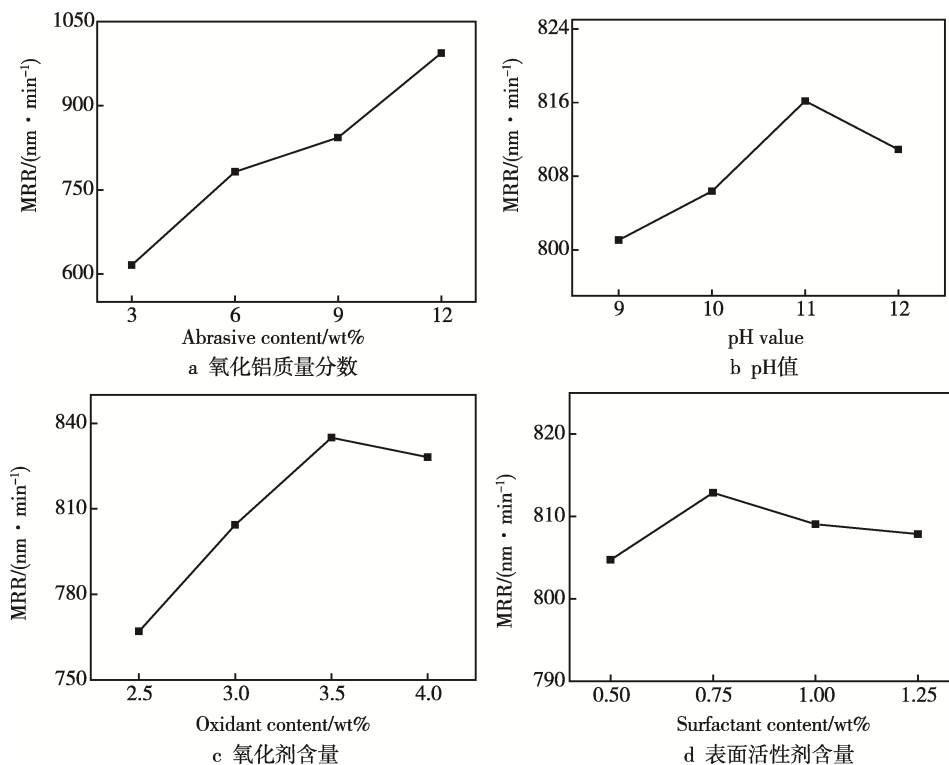 1050
900
750
600
MRR/(nm·min⁻¹)
3 6 9 12
Abrasive content/wt%
a 氧化铝质量分数
824
816
808
800
MRR/(nm·min⁻¹)
9 10 11 12
pH value
b pH值
840
810
780
750
MRR/(nm·min⁻¹)
2.5 3.0 3.5 4.0
Oxidant content/wt%
c 氧化剂含量
820
810
800
790
MRR/(nm·min⁻¹)
0.50 0.75 1.00 1.25
Surfactant content/wt%
d 表面活性剂含量